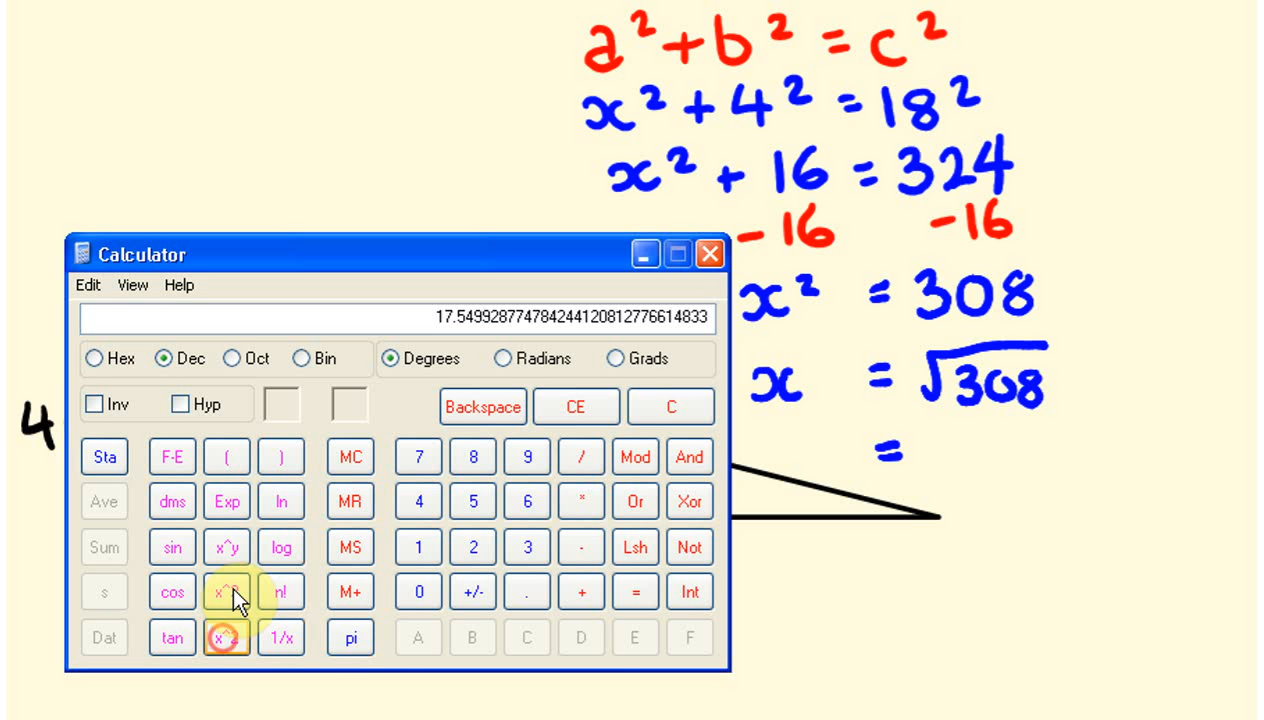 a² + b² = c²
x² + 4² = 18²
x² + 16 = 324
-16 -16
x² = 308
x = √308
=
4
Calculator
Edit View Help
17.549928774784244120812776614833
Hex Dec Oct Bin Degrees Radians Grads
Inv Hyp Backspace CE C
Sta F-E ( ) MC 7 8 9 / Mod And
Ave dms Exp ln MR 4 5 6 * Or Xor
Sum sin x^y log MS 1 2 3 - Lsh Not
s cos n! M+ 0 +/- . + = Int
Dat tan x^2 1/x pi A B C D E F